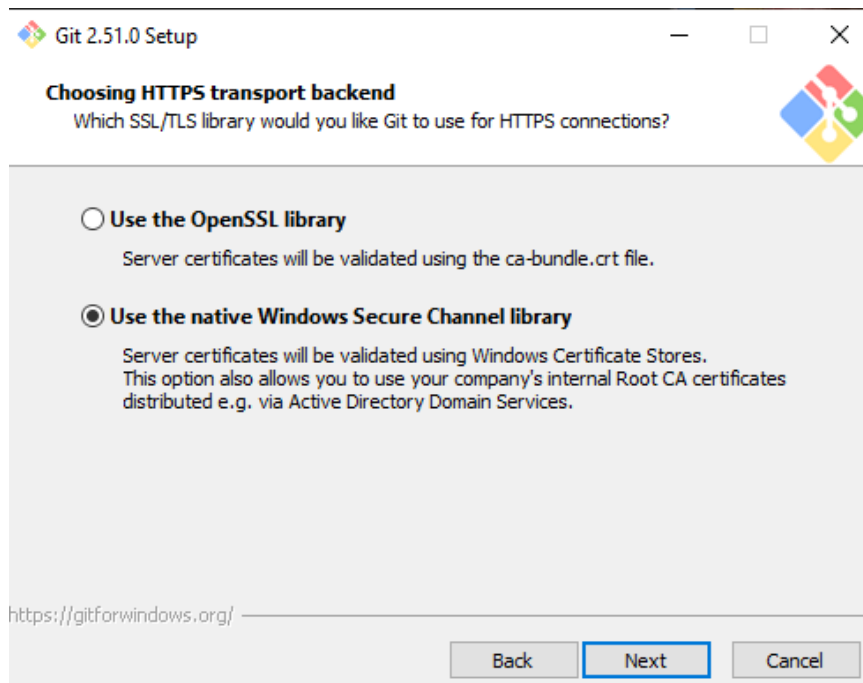 Git 2.51.0 Setup
Choosing HTTPS transport backend
Which SSL/TLS library would you like Git to use for HTTPS connections?
Use the OpenSSL library
Server certificates will be validated using the ca-bundle.crt file.
Use the native Windows Secure Channel library
Server certificates will be validated using Windows Certificate Stores.
This option also allows you to use your company's internal Root CA certificates
distributed e.g. via Active Directory Domain Services.
https://gitforwindows.org/
Back Next Cancel